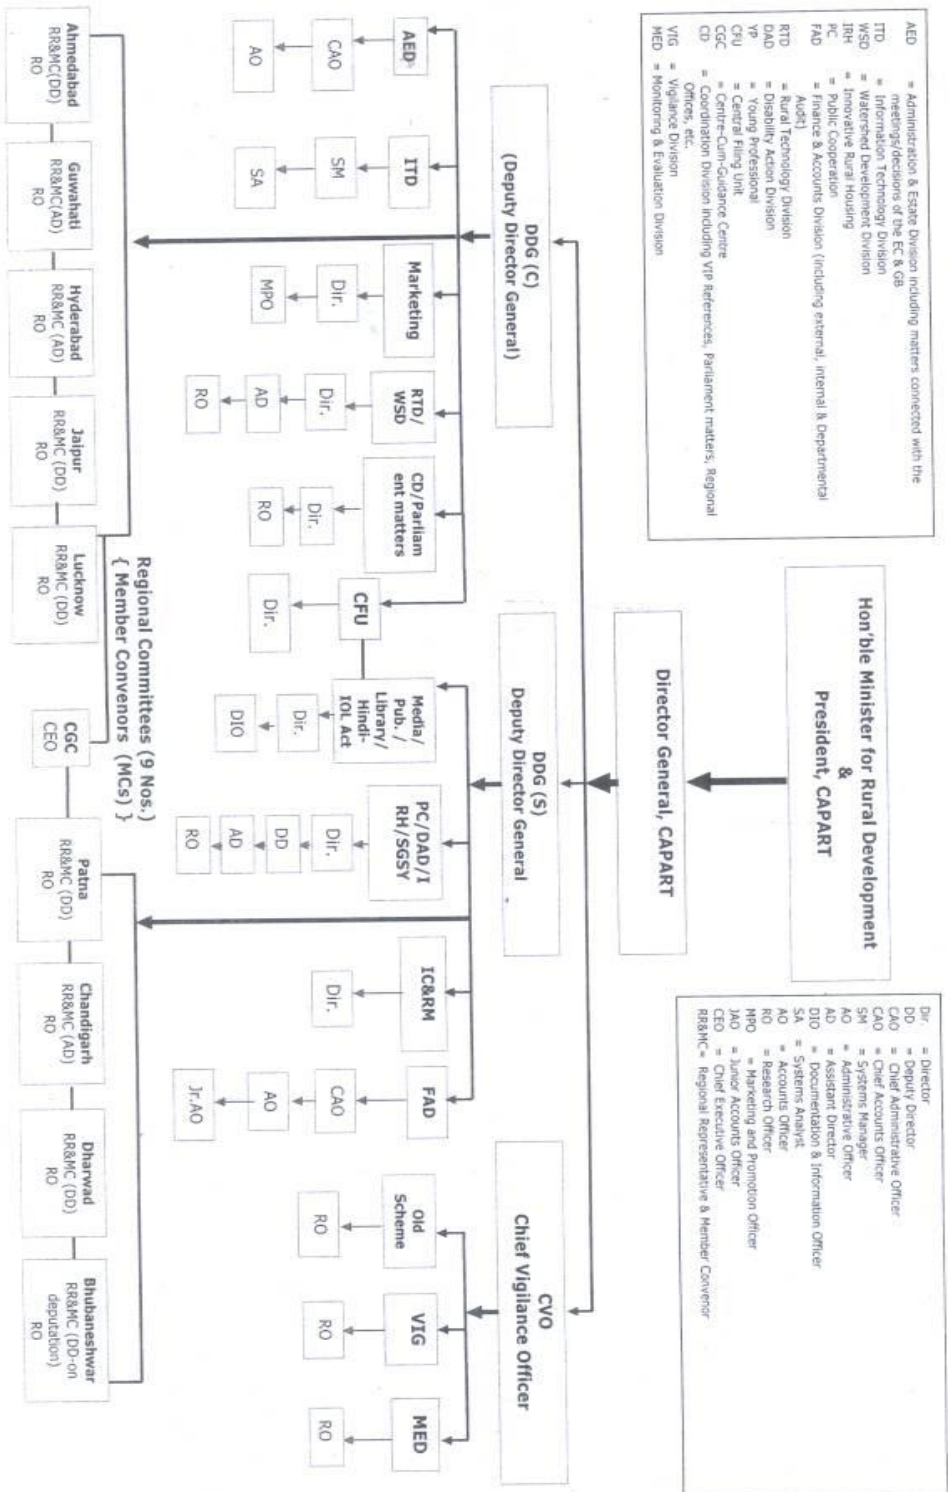 AED = Administration & Estate Division including matters connected with the
meetings/decisions of the EC & GB
ITD = Information Technology Division
WSD = Watershed Development Division
IRH = Innovative Rural Housing
PC = Public Cooperation
FAD = Finance & Accounts Division (including external, internal & Departmental
Audit)
RTD = Rural Technology Division
DAD = Disability Action Division
YP = Young Professional
CFU = Central Filing Unit
CGC = Centre-Cum-Guidance Centre
CD = Coordination Division including VIP References, Parliament matters, Regional
Offices, etc.
VIG = Vigilance Division
MED = Monitoring & Evaluation Division
Hon'ble Minister for Rural Development
&
President, CAPART
Dir. = Director
DD = Deputy Director
CAO = Chief Administrative Officer
CAO = Chief Accounts Officer
SM = Systems Manager
AO = Administrative Officer
AD = Assistant Director
DIO = Documentation & Information Officer
SA = Systems Analyst
AO = Accounts Officer
RO = Research Officer
MPO = Marketing and Promotion Officer
JAO = Junior Accounts Officer
CEO = Chief Executive Officer
RR&MC= Regional Representative & Member Convenor
Director General, CAPART
DDG (C)
(Deputy Director General)
DDG (S)
Deputy Director General
CVO
Chief Vigilance Officer
AED
CAO
AO
ITD
SM
SA
Marketing
Dir.
MPO
RTD/
WSD
Dir.
AD
RO
CD/Parliam
ent matters
Dir.
RO
CFU
Dir.
Media/
Pub. /
Library/
Hindi-
IOL Act
Dir.
DIO
PC/DAD/I
RH/SGSY
Dir.
DD
AD
RO
IC&RM
Dir.
FAD
CAO
AO
Jr.AO
Old
Scheme
RO
VIG
RO
MED
RO
Regional Committees (9 Nos.)
{ Member Convenors (MCs) }
Ahmedabad
RR&MC(DD)
RO
Guwahati
RR&MC(AD)
RO
Hyderabad
RR&MC (AD)
RO
Jaipur
RR&MC (DD)
RO
Lucknow
RR&MC (DD)
RO
CGC
CEO
Patna
RR&MC (DD)
RO
Chandigarh
RR&MC (AD)
RO
Dharwad
RR&MC (DD)
RO
Bhubaneshwar
RR&MC (DD-on
deputation)
RO